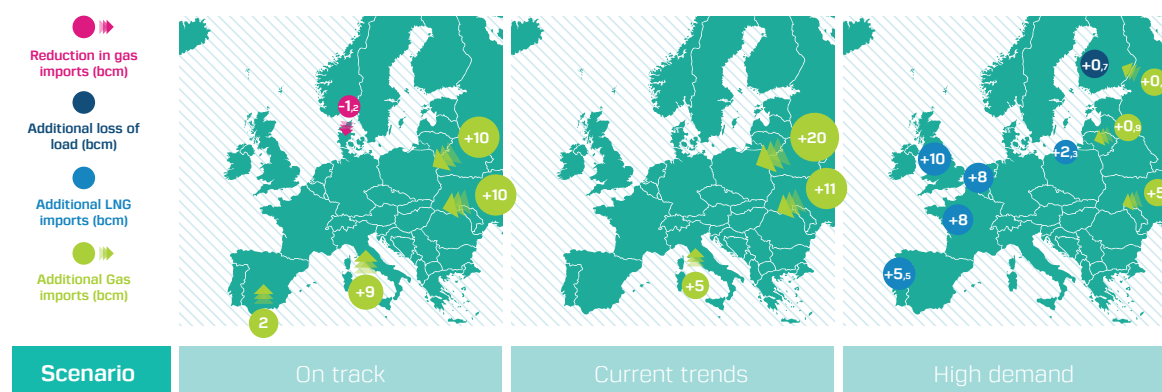 Reduction in gas
imports (bcm)
Additional loss of
load (bcm)
Additional LNG
imports (bcm)
Additional Gas
imports (bcm)
-1,2
+10
+10
+9
2
+20
+11
+5
+0,7
+0,
+0,9
+2,3
+10
+8
+5
+8
+5,5
Scenario
On track
Current trends
High demand